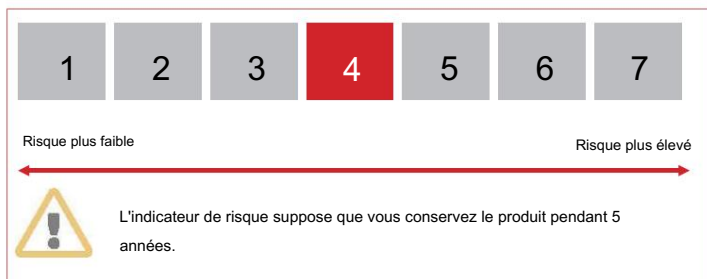 1 2 3 4 5 6 7
Risque plus faible Risque plus élevé
L'indicateur de risque suppose que vous conservez le produit pendant 5
années.